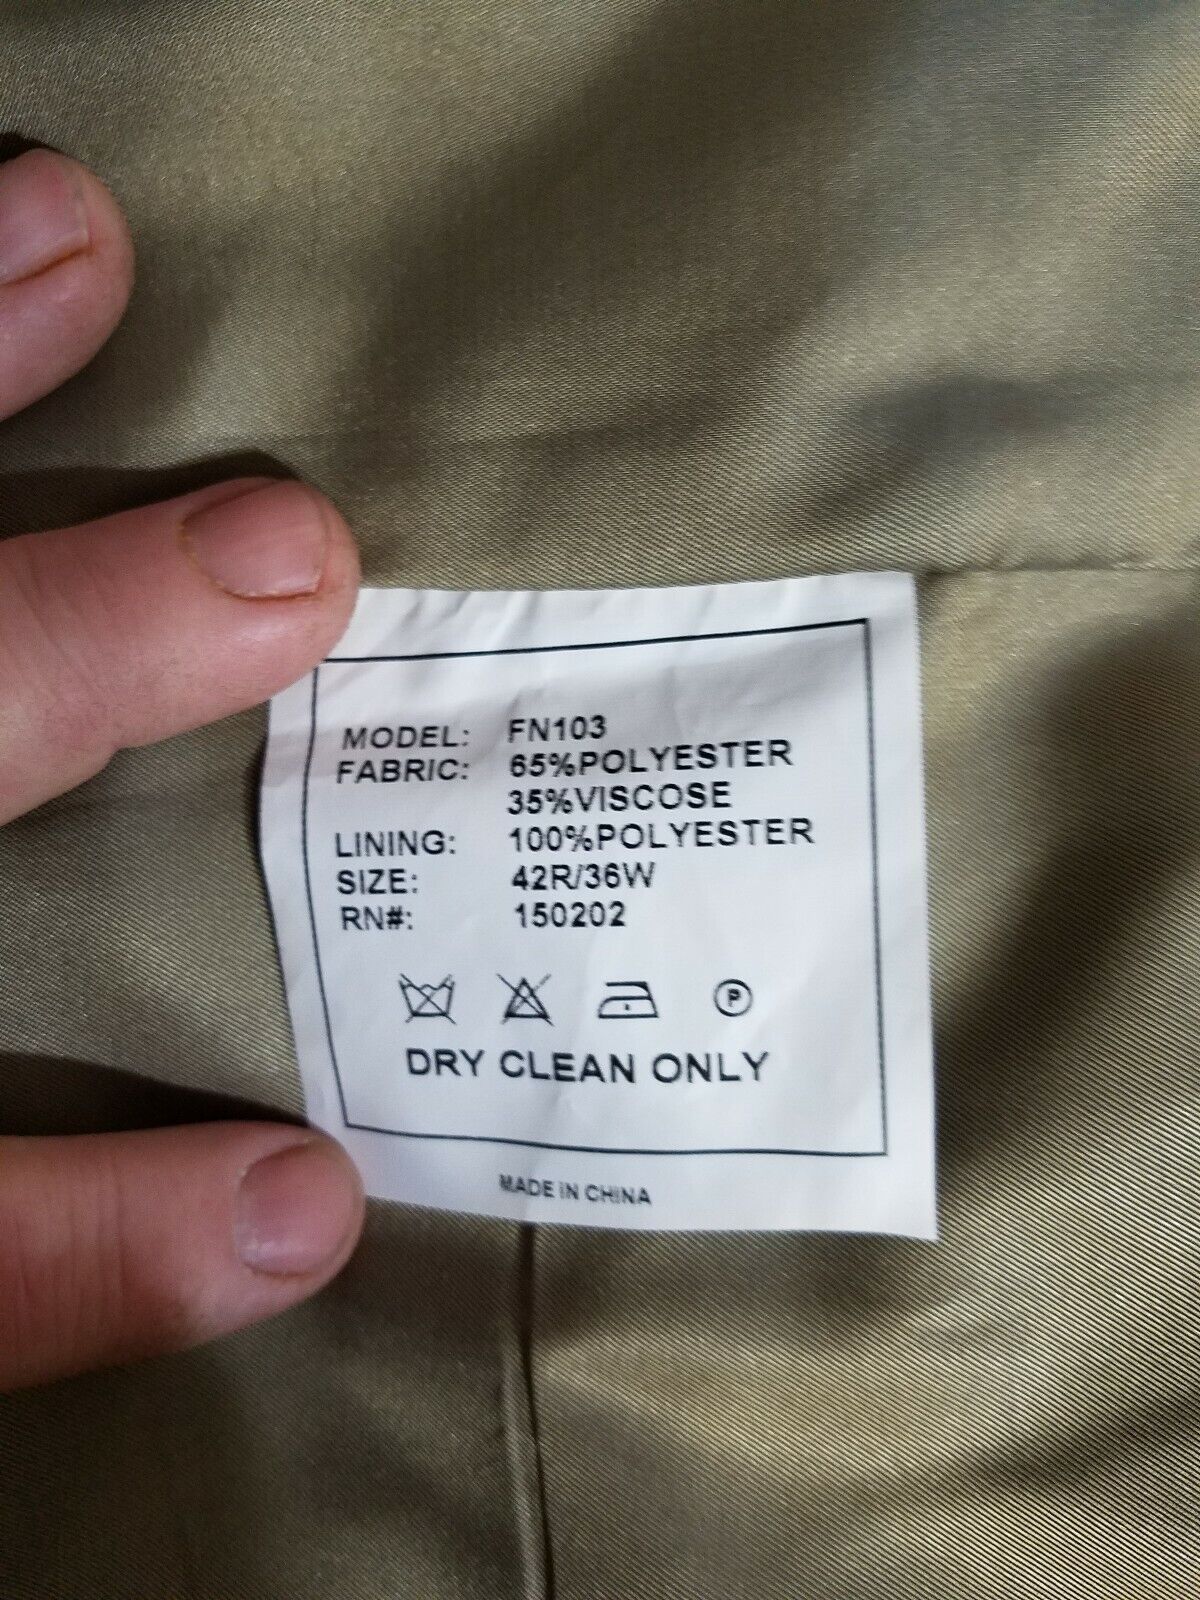 MODEL: FN103
FABRIC: 65%POLYESTER
35%VISCOSE
LINING: 100%POLYESTER
SIZE: 42R/36W
RN#: 150202
P
DRY CLEAN ONLY
MADE IN CHINA